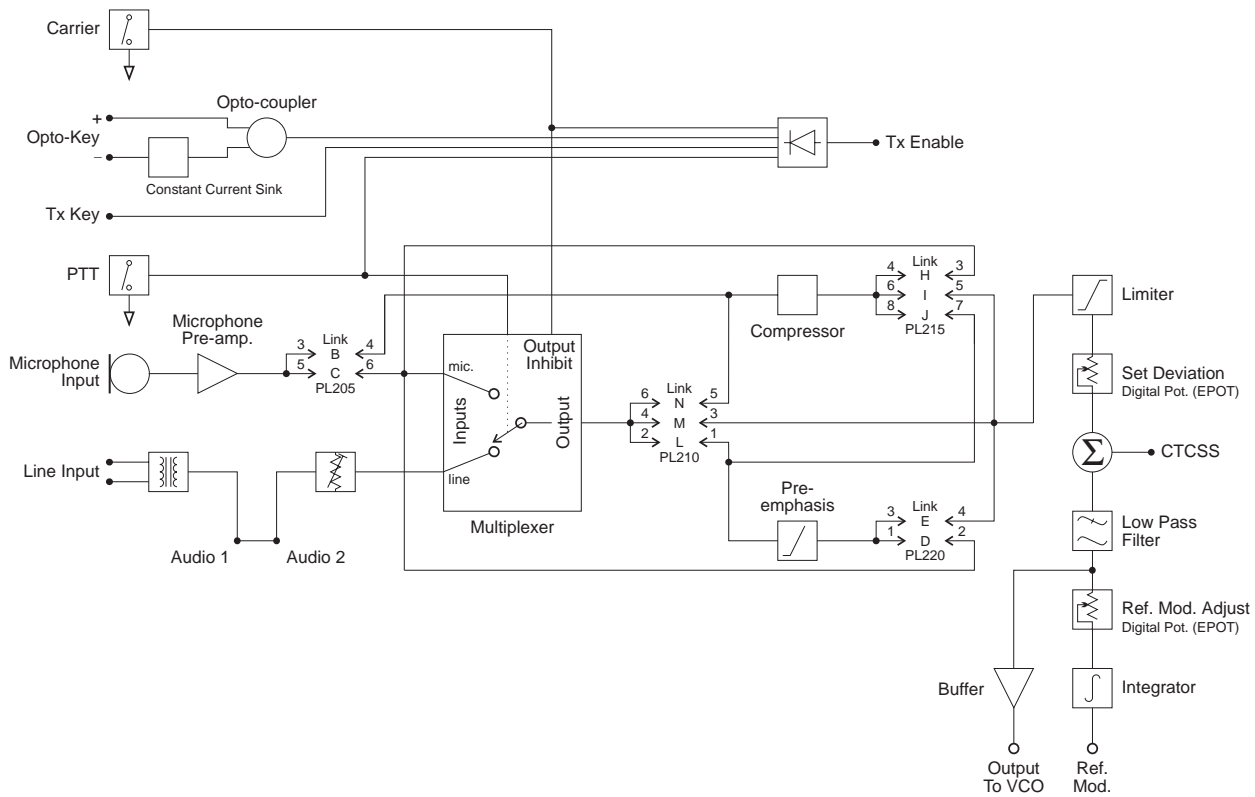 Carrier
Opto-coupler
+
Opto-Key
−
Constant Current Sink
Tx Enable
Tx Key
PTT
Microphone
Pre-amp.
Microphone
Input
3
5
Link
B
C
PL205
4
6
mic.
Output
Inhibit
Inputs
Output
line
Multiplexer
Line Input
Audio 1
Audio 2
6
4
2
Link
N
M
L
PL210
5
3
1
Compressor
4
6
8
Link
H
I
J
PL215
3
5
7
Pre-
emphasis
3
1
Link
E
D
PL220
4
2
Limiter
Set Deviation
Digital Pot. (EPOT)
Σ
CTCSS
Low Pass
Filter
Ref. Mod. Adjust
Digital Pot. (EPOT)
Buffer
Integrator
Output
To VCO
Ref.
Mod.